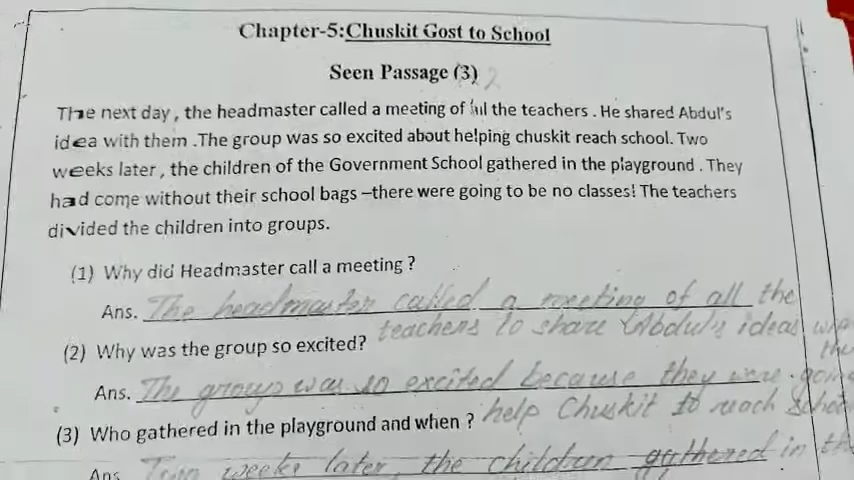 Chapter-5:Chuskit Gost to School
Seen Passage (3) 2
The next day, the headmaster called a meeting of the teachers. He shared Abdul's
idea with them .The group was so excited about helping chuskit reach school. Two
weeks later, the children of the Government School gathered in the playground. They
had come without their school bags –there were going to be no classes! The teachers
divided the children into groups.
(1) Why did Headmaster call a meeting ?
Ans. The headmaster called a meeting of all the
teachers to share Abdul's ideas
(2) Why was the group so excited?
Ans. The group was so excited because they were going
help Chuskit to reach
(3) Who gathered in the playground and when ?
Ans Two weeks later, the children gathered in